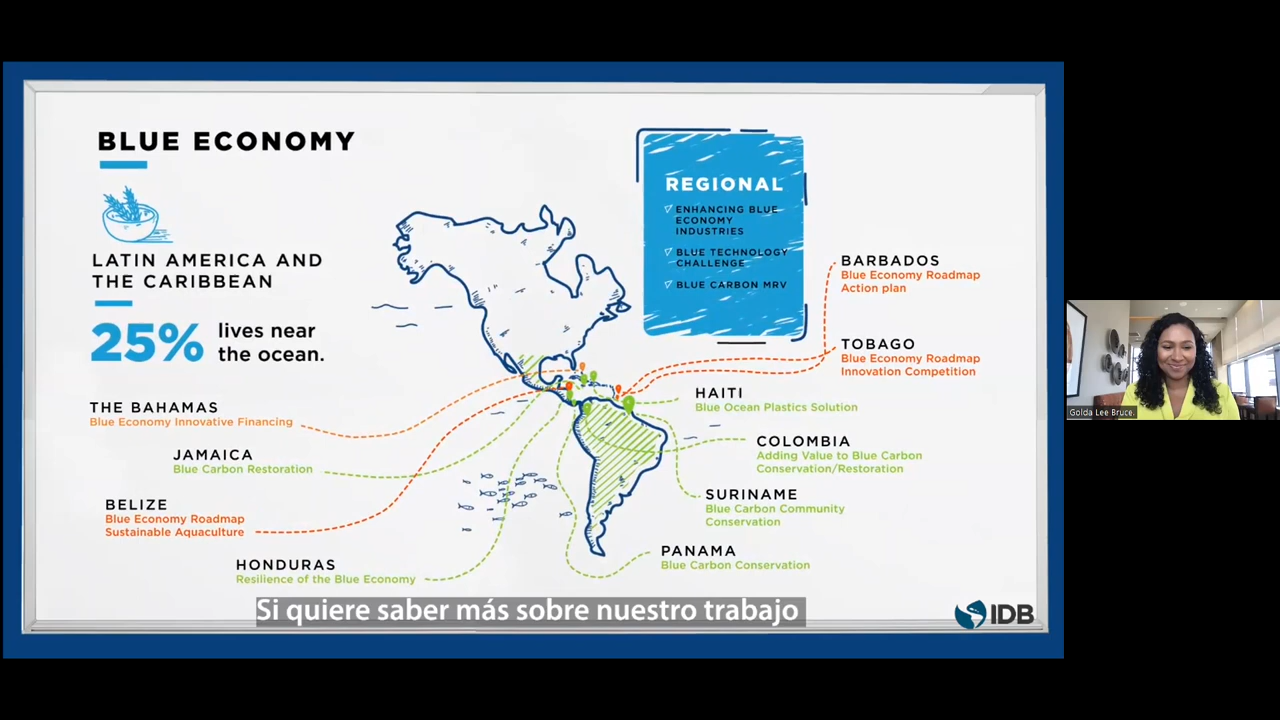 BLUE ECONOMY
LATIN AMERICA AND
THE CARIBBEAN
25% lives near
the ocean.
REGIONAL
ENHANCING BLUE
ECONOMY
INDUSTRIES
BLUE TECHNOLOGY
CHALLENGE
BLUE CARBON MRV
BARBADOS
Blue Economy Roadmap
Action plan
TOBAGO
Blue Economy Roadmap
Innovation Competition
HAITI
Blue Ocean Plastics Solution
COLOMBIA
Adding Value to Blue Carbon
Conservation/Restoration
SURINAME
Blue Carbon Community
Conservation
PANAMA
Blue Carbon Conservation
THE BAHAMAS
Blue Economy Innovative Financing
JAMAICA
Blue Carbon Restoration
BELIZE
Blue Economy Roadmap
Sustainable Aquaculture
HONDURAS
Resilience of the Blue Economy
Si quiere saber más sobre nuestro trabajo
IDB
Golda Lee Bruce.